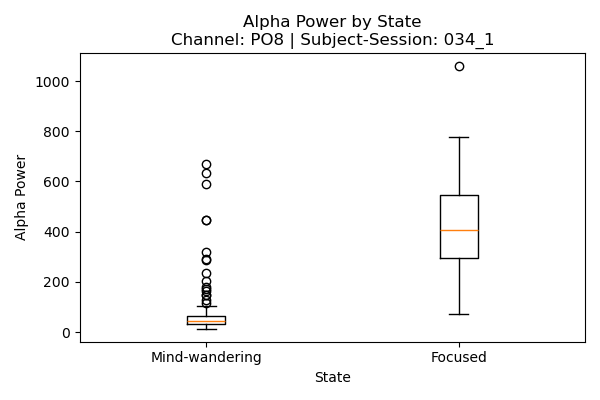 Alpha Power by State
Channel: PO8 | Subject-Session: 034_1
1000
800
600
400
200
0
Alpha Power
Mind-wandering
Focused
State